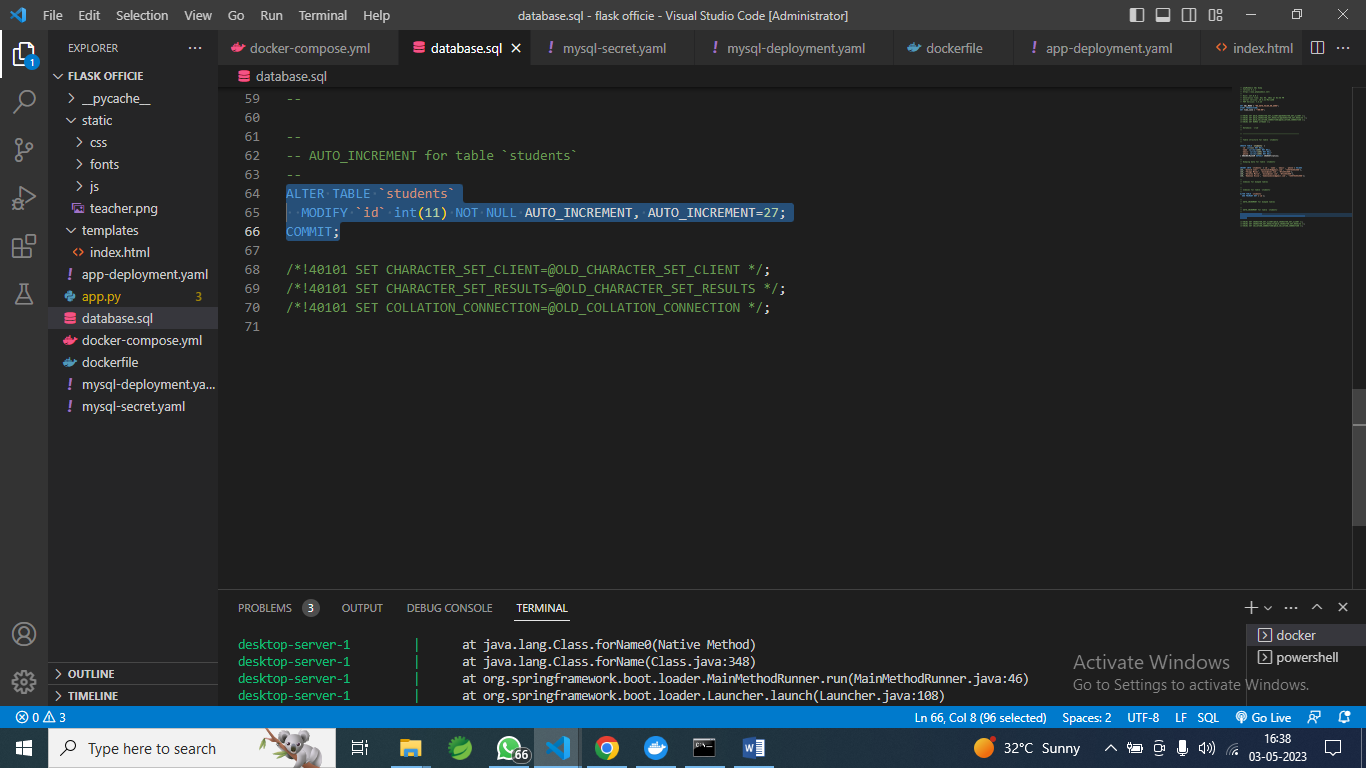 File Edit Selection View Go Run Terminal Help
database.sql - flask officie - Visual Studio Code [Administrator]
1
EXPLORER
FLASK OFFICIE
__pycache__
static
css
fonts
js
teacher.png
templates
index.html
app-deployment.yaml
app.py 3
database.sql
docker-compose.yml
dockerfile
mysql-deployment.ya...
mysql-secret.yaml
OUTLINE
TIMELINE
docker-compose.yml database.sql mysql-secret.yaml mysql-deployment.yaml dockerfile app-deployment.yaml index.html
database.sql
59 --
60
61 --
62 -- AUTO_INCREMENT for table `students`
63 --
64 ALTER TABLE `students`
65 MODIFY `id` int(11) NOT NULL AUTO_INCREMENT, AUTO_INCREMENT=27;
66 COMMIT;
67
68 /*!40101 SET CHARACTER_SET_CLIENT=@OLD_CHARACTER_SET_CLIENT */;
69 /*!40101 SET CHARACTER_SET_RESULTS=@OLD_CHARACTER_SET_RESULTS */;
70 /*!40101 SET COLLATION_CONNECTION=@OLD_COLLATION_CONNECTION */;
71
PROBLEMS 3 OUTPUT DEBUG CONSOLE TERMINAL
desktop-server-1 | at java.lang.Class.forName0(Native Method)
desktop-server-1 | at java.lang.Class.forName(Class.java:348)
desktop-server-1 | at org.springframework.boot.loader.MainMethodRunner.run(MainMethodRunner.java:46)
desktop-server-1 | at org.springframework.boot.loader.Launcher.launch(Launcher.java:108)
docker
powershell
Activate Windows
Go to Settings to activate Windows.
0 3
Ln 66, Col 8 (96 selected) Spaces: 2 UTF-8 LF SQL Go Live
Type here to search
66
32°C Sunny
16:38
03-05-2023